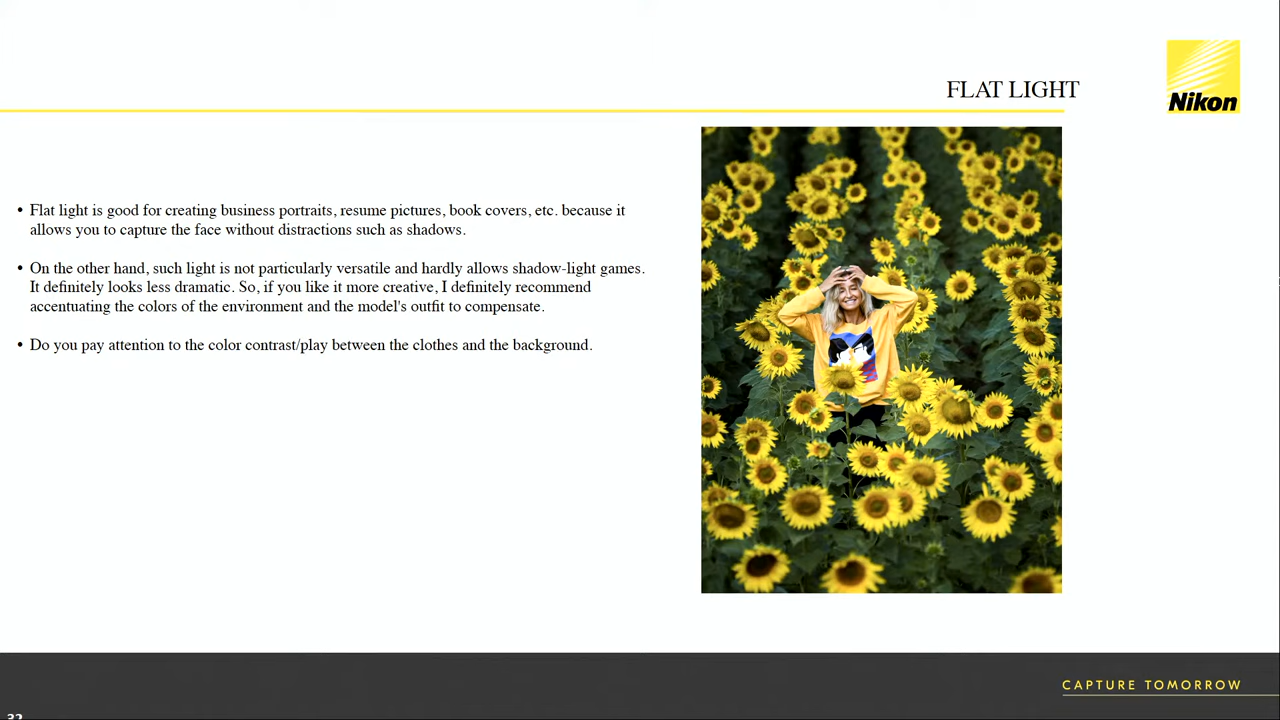 FLAT LIGHT
Nikon
• Flat light is good for creating business portraits, resume pictures, book covers, etc. because it
allows you to capture the face without distractions such as shadows.
• On the other hand, such light is not particularly versatile and hardly allows shadow-light games.
It definitely looks less dramatic. So, if you like it more creative, I definitely recommend
accentuating the colors of the environment and the model's outfit to compensate.
• Do you pay attention to the color contrast/play between the clothes and the background.
CAPTURE TOMORROW